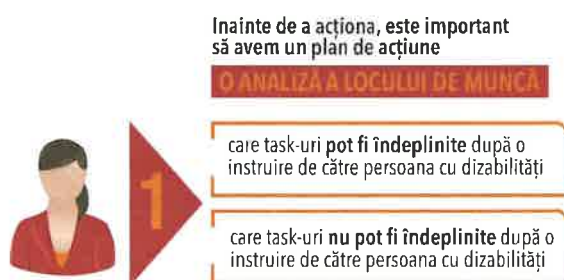 Inainte de a acționa, este important
să avem un plan de acțiune
O ANALIZĂ A LOCULUI DE MUNCĂ
1
care task-uri pot fi îndeplinite după o
instruire de către persoana cu dizabilități
care task-uri nu pot fi îndeplinite după o
instruire de către persoana cu dizabilități